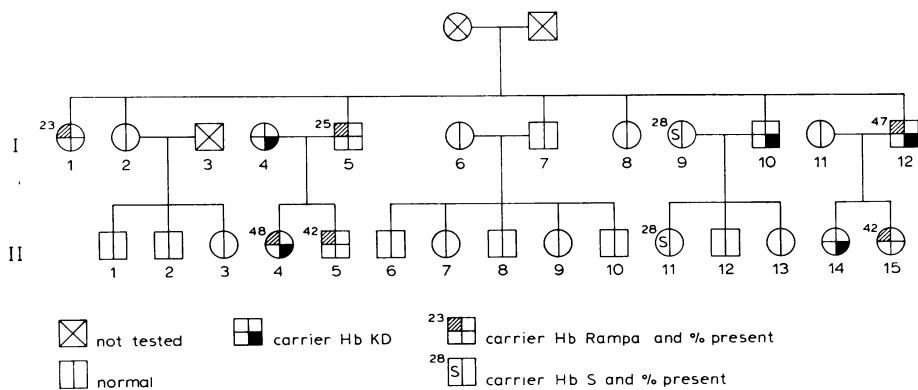 23 25 28 S 47
I
1 2 3 4 5 6 7 8 9 10 11 12
48 42 28 S 42
II
1 2 3 4 5 6 7 8 9 10 11 12 13 14 15
not tested
carrier Hb KD
23 carrier Hb Rampa and % present
normal
28 S carrier Hb S and % present